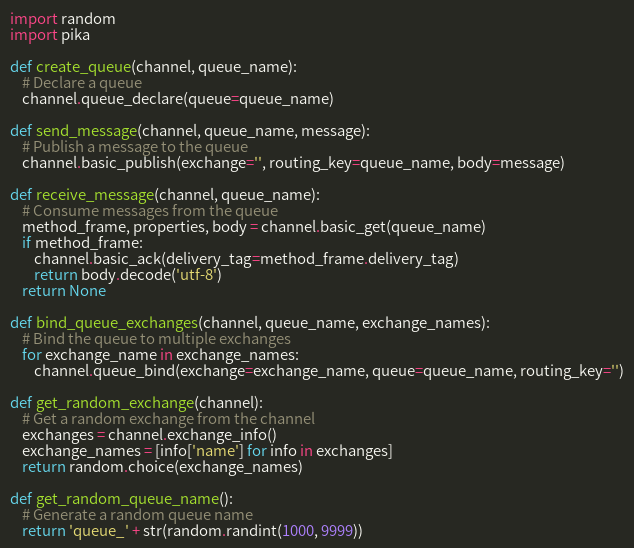 import random
import pika

def create_queue(channel, queue_name):
    # Declare a queue
    channel.queue_declare(queue=queue_name)

def send_message(channel, queue_name, message):
    # Publish a message to the queue
    channel.basic_publish(exchange='', routing_key=queue_name, body=message)

def receive_message(channel, queue_name):
    # Consume messages from the queue
    method_frame, properties, body = channel.basic_get(queue_name)
    if method_frame:
        channel.basic_ack(delivery_tag=method_frame.delivery_tag)
        return body.decode('utf-8')
    return None

def bind_queue_exchanges(channel, queue_name, exchange_names):
    # Bind the queue to multiple exchanges
    for exchange_name in exchange_names:
        channel.queue_bind(exchange=exchange_name, queue=queue_name, routing_key='')

def get_random_exchange(channel):
    # Get a random exchange from the channel
    exchanges = channel.exchange_info()
    exchange_names = [info['name'] for info in exchanges]
    return random.choice(exchange_names)

def get_random_queue_name():
    # Generate a random queue name
    return 'queue_' + str(random.randint(1000, 9999))